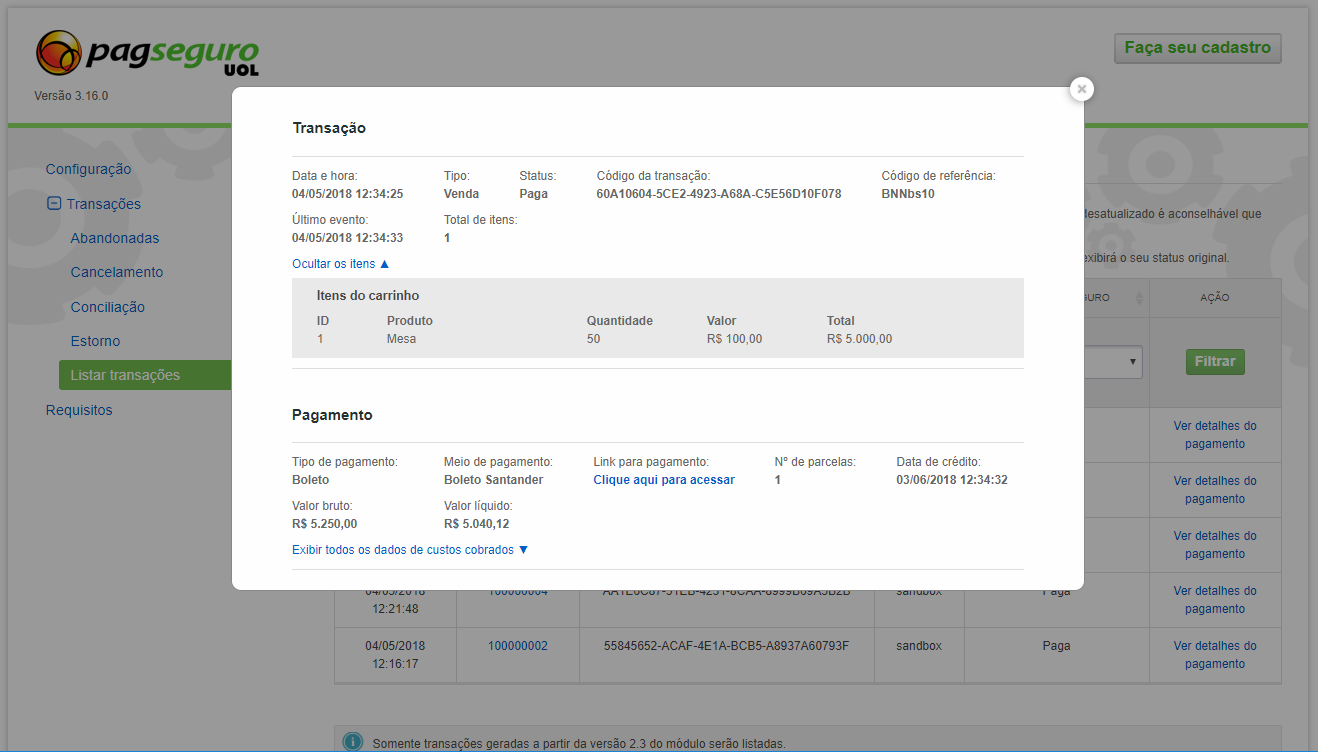 pagseguro
UOL
Faça seu cadastro
Versão 3.16.0
Configuração
Transações
Abandonadas
Cancelamento
Conciliação
Estorno
Listar transações
Requisitos
Transação
Data e hora: Tipo: Status: Código da transação: Código de referência:
04/05/2018 12:34:25 Venda Paga 60A10604-5CE2-4923-A68A-C5E56D10F078 BNNbs10
Último evento: Total de itens:
04/05/2018 12:34:33 1
Ocultar os itens ▲
Itens do carrinho
ID Produto Quantidade Valor Total
1 Mesa 50 R$ 100,00 R$ 5.000,00
Pagamento
Tipo de pagamento: Meio de pagamento: Link para pagamento: Nº de parcelas: Data de crédito:
Boleto Boleto Santander Clique aqui para acessar 1 03/06/2018 12:34:32
Valor bruto: Valor líquido:
R$ 5.250,00 R$ 5.040,12
Exibir todos os dados de custos cobrados ▼
desatualizado é aconselhável que
exibirá o seu status original.
AÇÃO
Filtrar
Ver detalhes do
pagamento
Ver detalhes do
pagamento
Ver detalhes do
pagamento
04/05/2018 100000004 sandbox Paga Ver detalhes do
12:21:48 pagamento
04/05/2018 100000002 55845652-ACAF-4E1A-BCB5-A8937A60793F sandbox Paga Ver detalhes do
12:16:17 pagamento
Somente transações geradas a partir da versão 2.3 do módulo serão listadas.